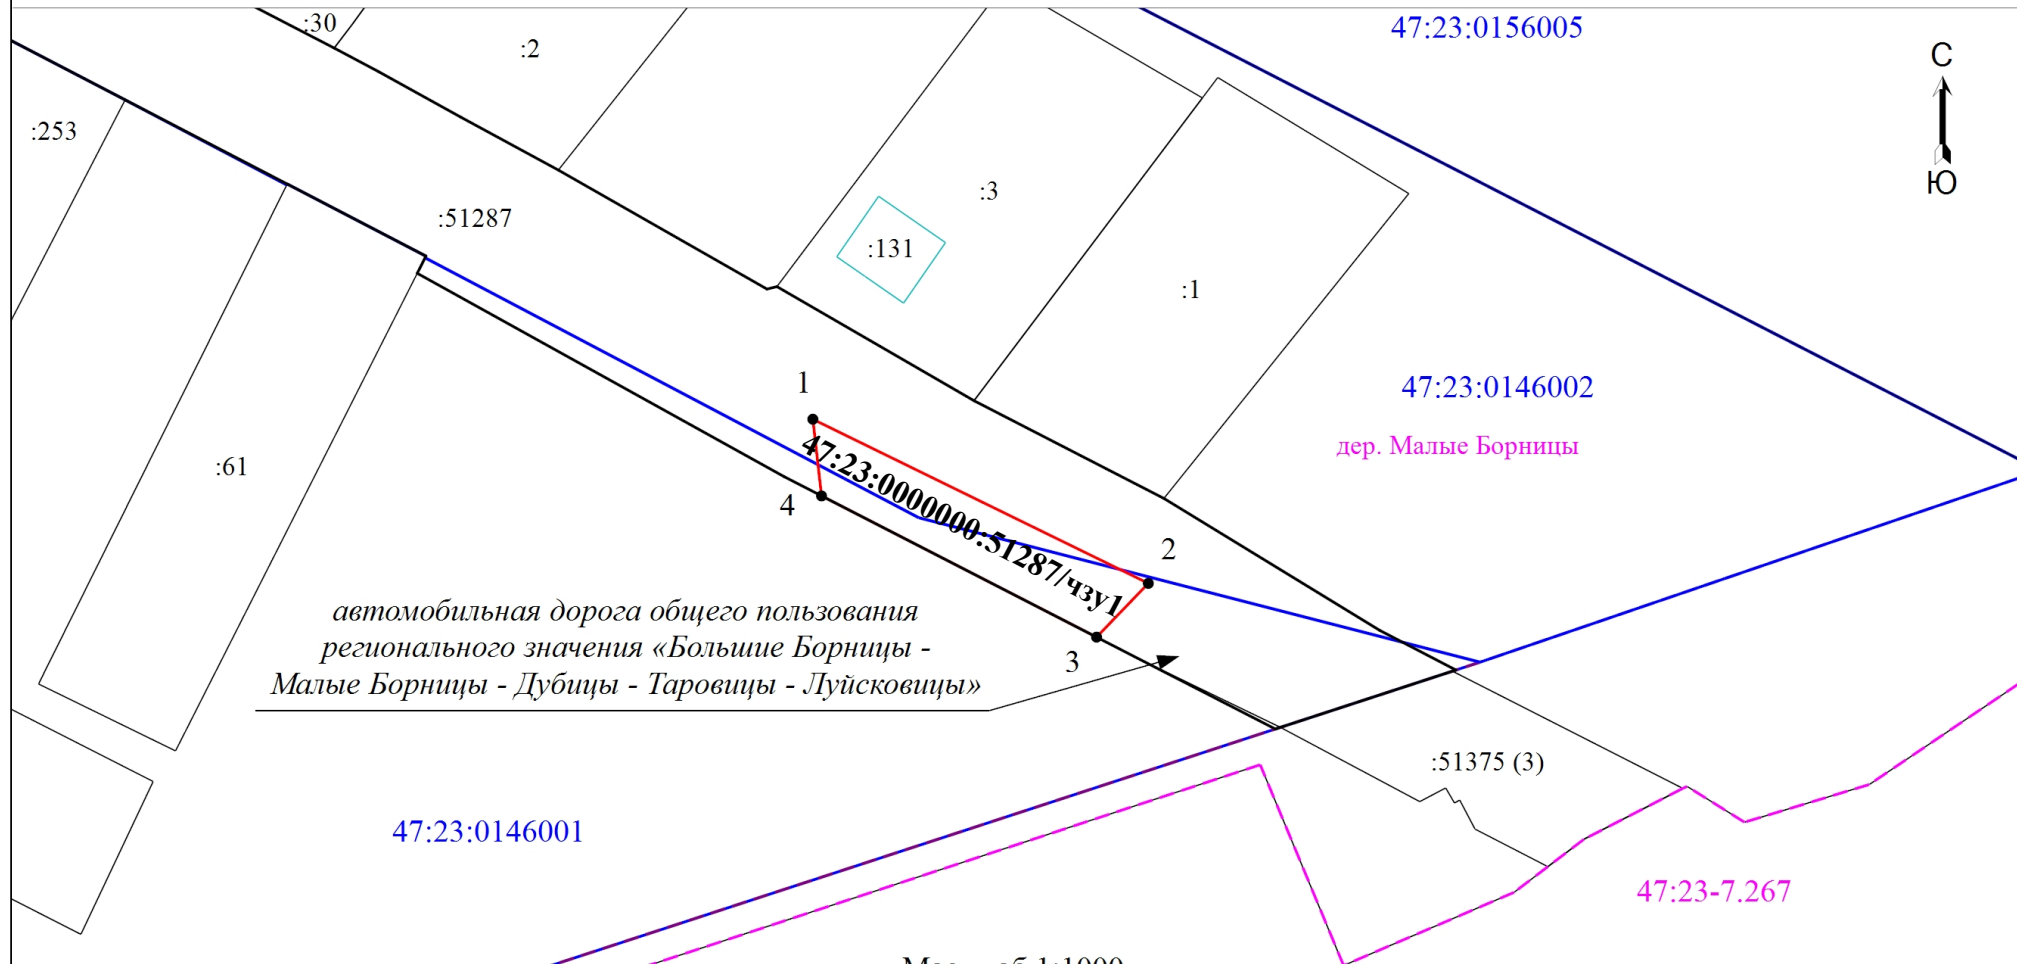 :30
:2
47:23:0156005
С
:253
:3
Ю
:51287
:131
:1
1
47:23:0146002
дер. Малые Борницы
47:23:0000000:51287/чзу1
:61
4
2
автомобильная дорога общего пользования
регионального значения «Большие Борницы -
Малые Борницы - Дубицы - Таровицы - Луйсковицы»
3
:51375 (3)
47:23:0146001
47:23-7.267
1:1000